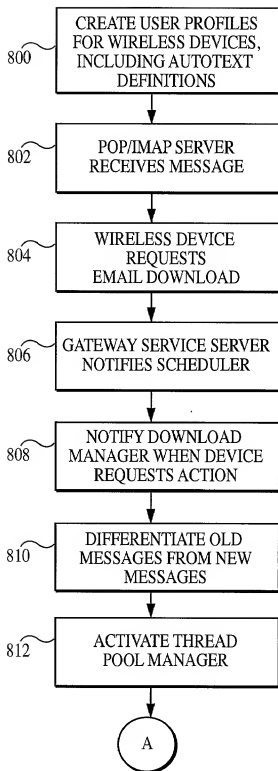 800
CREATE USER PROFILES
FOR WIRELESS DEVICES,
INCLUDING AUTOTEXT
DEFINITIONS
802
POP/IMAP SERVER
RECEIVES MESSAGE
804
WIRELESS DEVICE
REQUESTS
EMAIL DOWNLOAD
806
GATEWAY SERVICE SERVER
NOTIFIES SCHEDULER
808
NOTIFY DOWNLOAD
MANAGER WHEN DEVICE
REQUESTS ACTION
810
DIFFERENTIATE OLD
MESSAGES FROM NEW
MESSAGES
812
ACTIVATE THREAD
POOL MANAGER
A